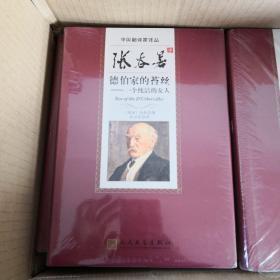 中国翻译家译丛
张谷若 译
德伯家的苔丝
—— 一个纯洁的女人
Tess of the D'Urbervilles
人民文学出版社